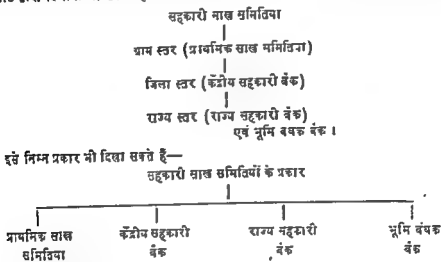 सहकारी साख समितियां
ग्राम स्तर (प्राथमिक साख समितियां)
जिला स्तर (केंद्रीय सहकारी बैंक)
राज्य स्तर (राज्य सहकारी बैंक)
एवं भूमि बंधक बैंक ।
इसे निम्न प्रकार भी दिखा सकते हैं—
सहकारी साख समितियों के प्रकार
प्राथमिक साख केंद्रीय सहकारी राज्य सहकारी भूमि बंधक
समितियां बैंक बैंक बैंक